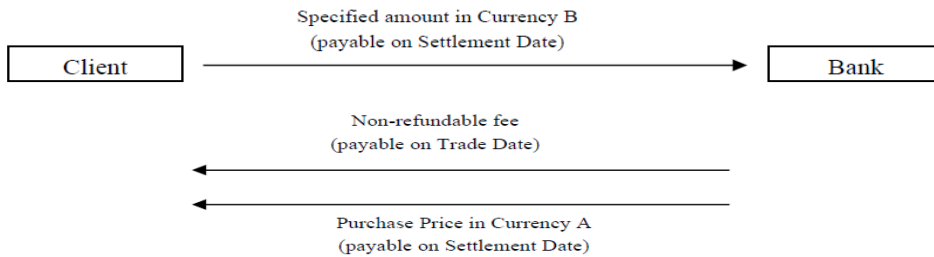 Specified amount in Currency B
(payable on Settlement Date)
Client
Bank
Non-refundable fee
(payable on Trade Date)
Purchase Price in Currency A
(payable on Settlement Date)